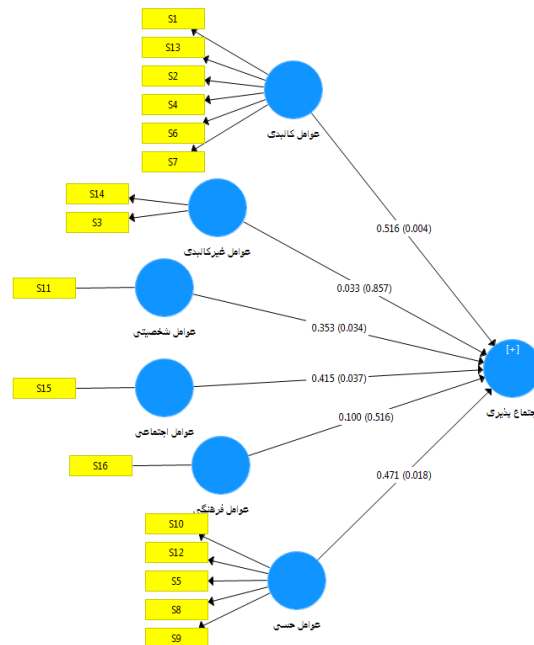 S1
S13
S2
S4
S6
S7
عوامل کالبدی
S14
S3
عوامل غیرکالبدی
S11
عوامل شخصیتی
S15
عوامل اجتماعی
S16
عوامل فرهنگی
S10
S12
S5
S8
S9
عوامل حسی
0.516 (0.004)
0.033 (0.857)
0.353 (0.034)
0.415 (0.037)
0.100 (0.516)
0.471 (0.018)
[+]
جتماع پذیری